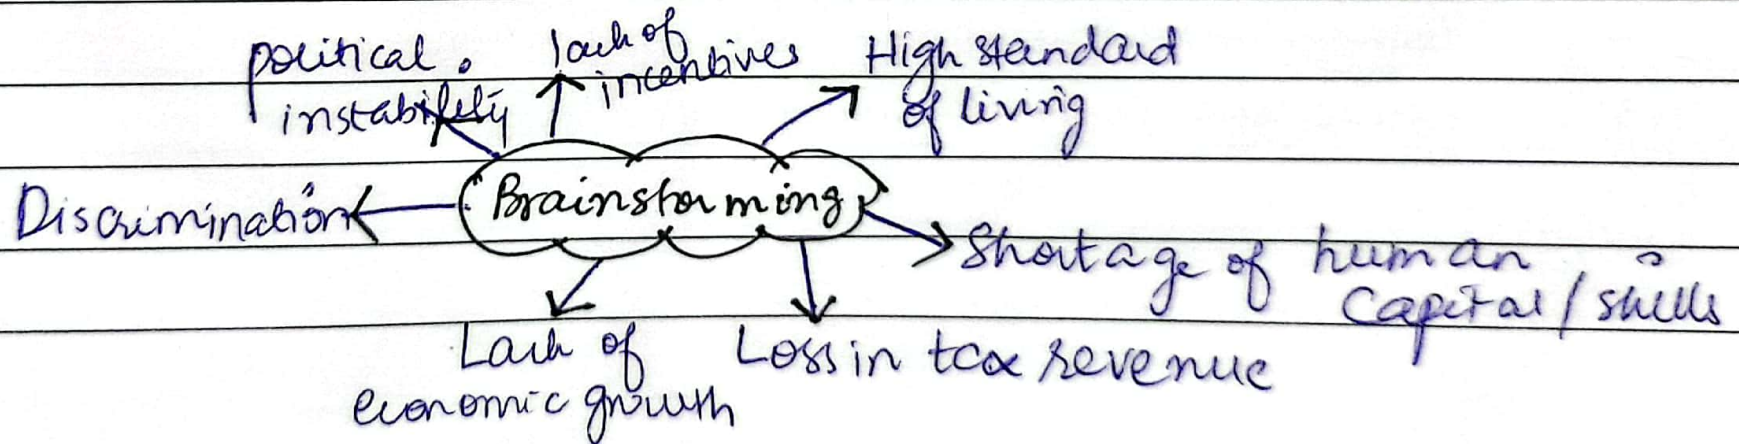 political
instability
lack of
incentives
High standard
of living
Discrimination
Brainstorming
Shortage of human
Capital / skills
Lack of
economic growth
Loss in tax revenue